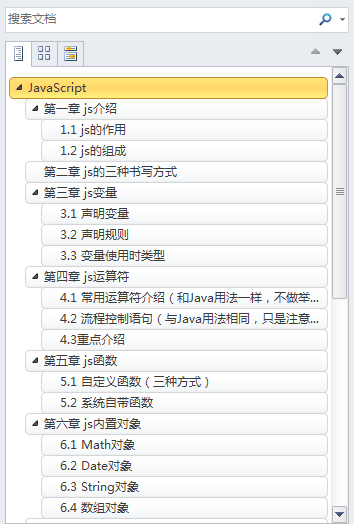 搜索文档
JavaScript
第一章 js介绍
1.1 js的作用
1.2 js的组成
第二章 js的三种书写方式
第三章 js变量
3.1 声明变量
3.2 声明规则
3.3 变量使用时类型
第四章 js运算符
4.1 常用运算符介绍（和Java用法一样，不做举...
4.2 流程控制语句（与Java用法相同，只是注意...
4.3重点介绍
第五章 js函数
5.1 自定义函数（三种方式）
5.2 系统自带函数
第六章 js内置对象
6.1 Math对象
6.2 Date对象
6.3 String对象
6.4 数组对象